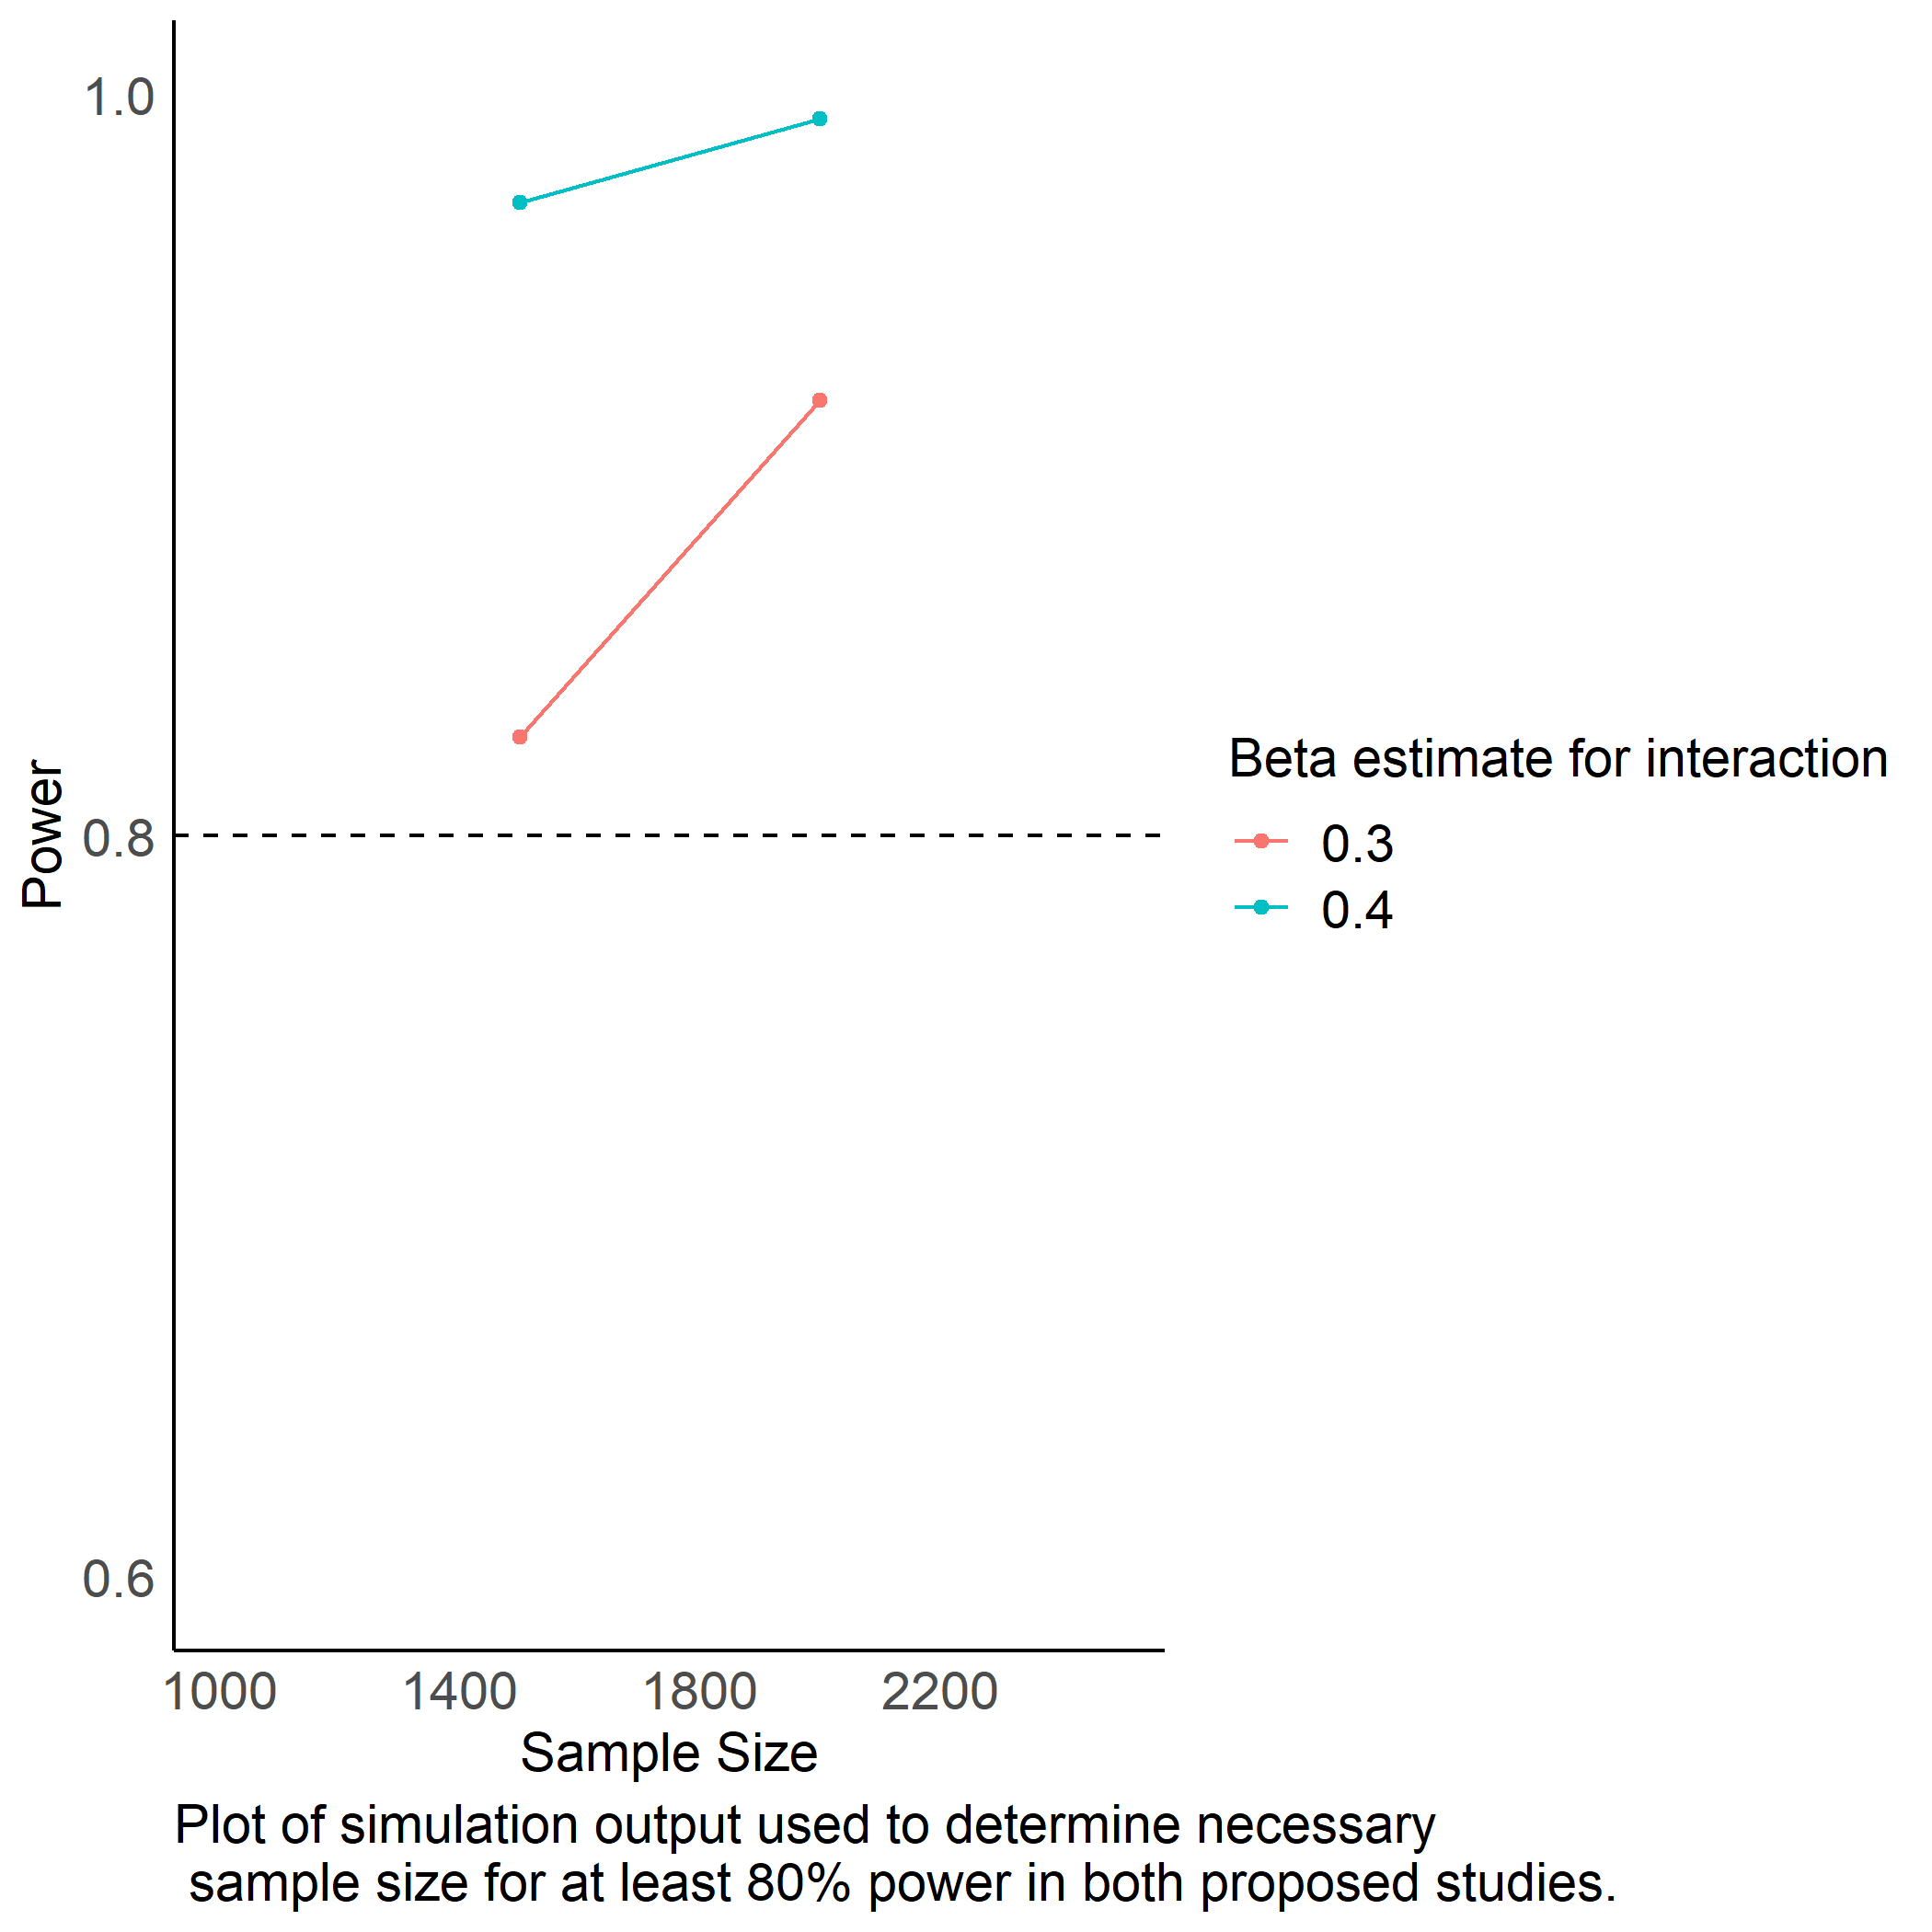 1.0
0.8
0.6
Power
1000 1400 1800 2200
Sample Size
Beta estimate for interaction
0.3
0.4
Plot of simulation output used to determine necessary
sample size for at least 80% power in both proposed studies.